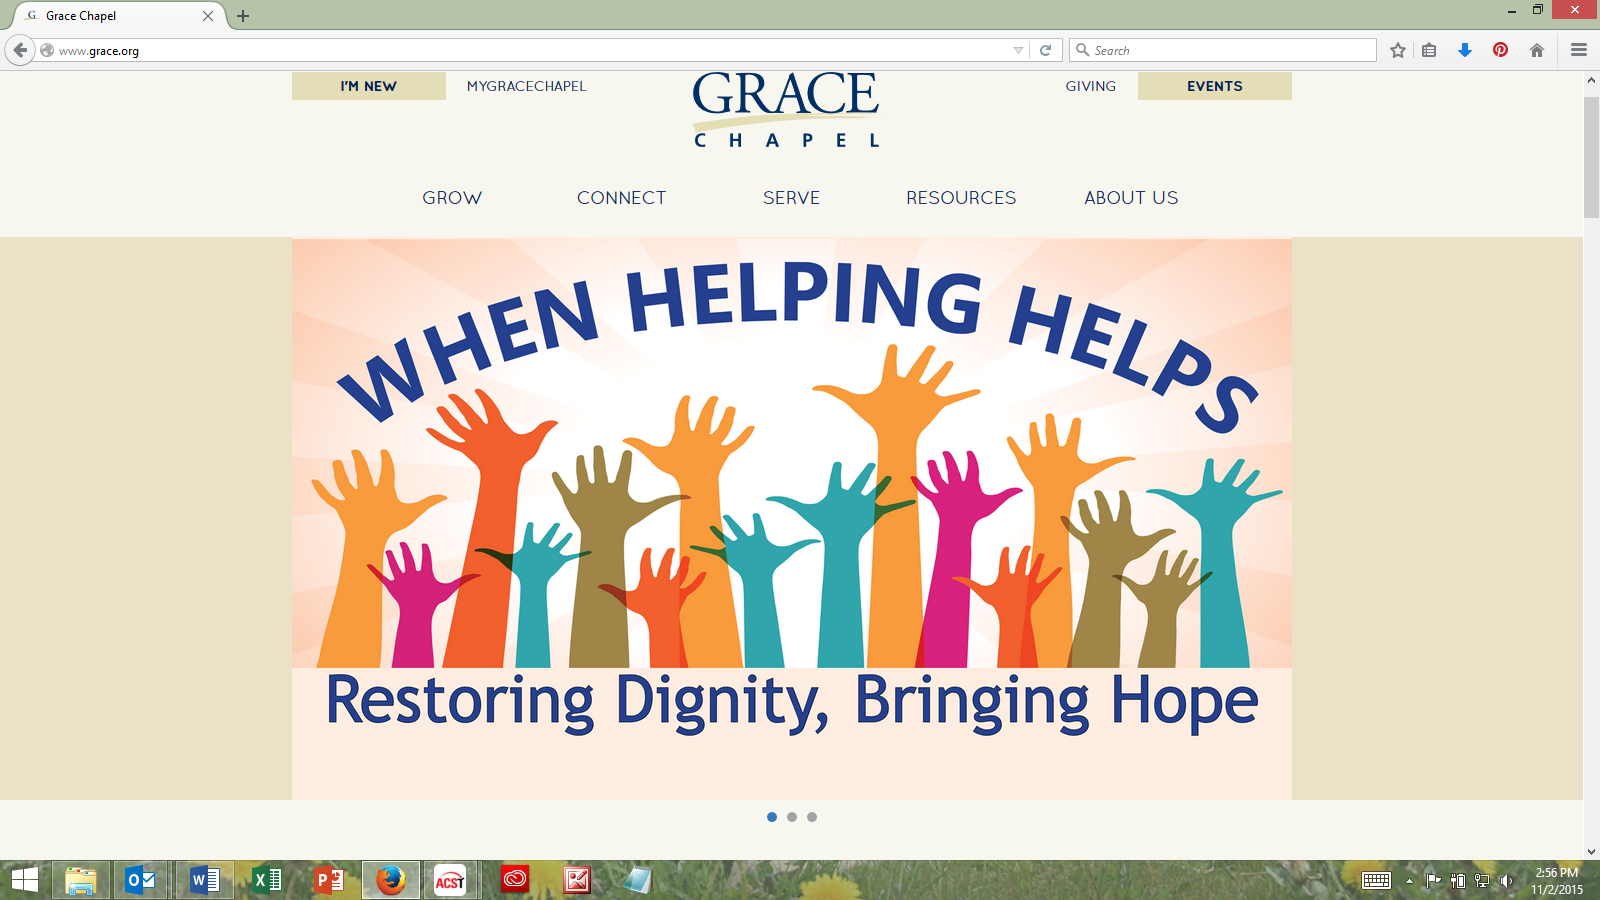 Grace Chapel
www.grace.org
Search
I'M NEW
MYGRACECHAPEL
GRACE
CHAPEL
GIVING
EVENTS
GROW
CONNECT
SERVE
RESOURCES
ABOUT US
WHEN HELPING HELPS
Restoring Dignity, Bringing Hope
ACST
2:56 PM
11/2/2015